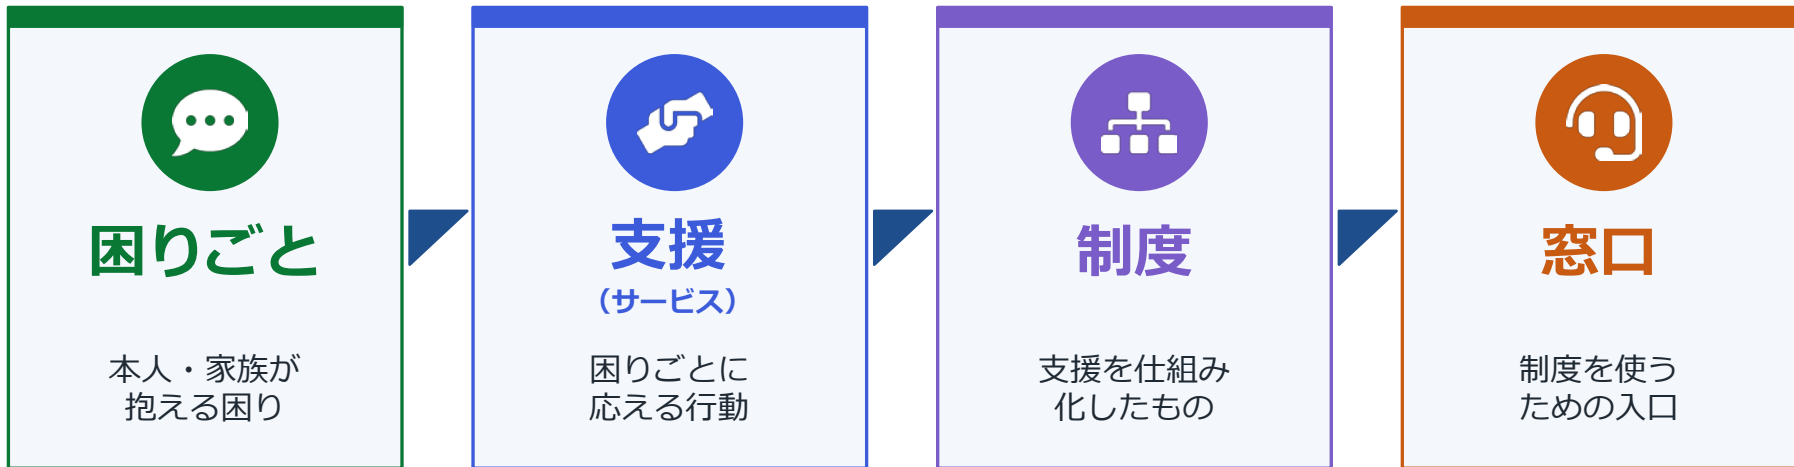 困りごと
本人・家族が
抱える困り
支援
（サービス）
困りごとに
応える行動
制度
支援を仕組み
化したもの
窓口
制度を使う
ための入口